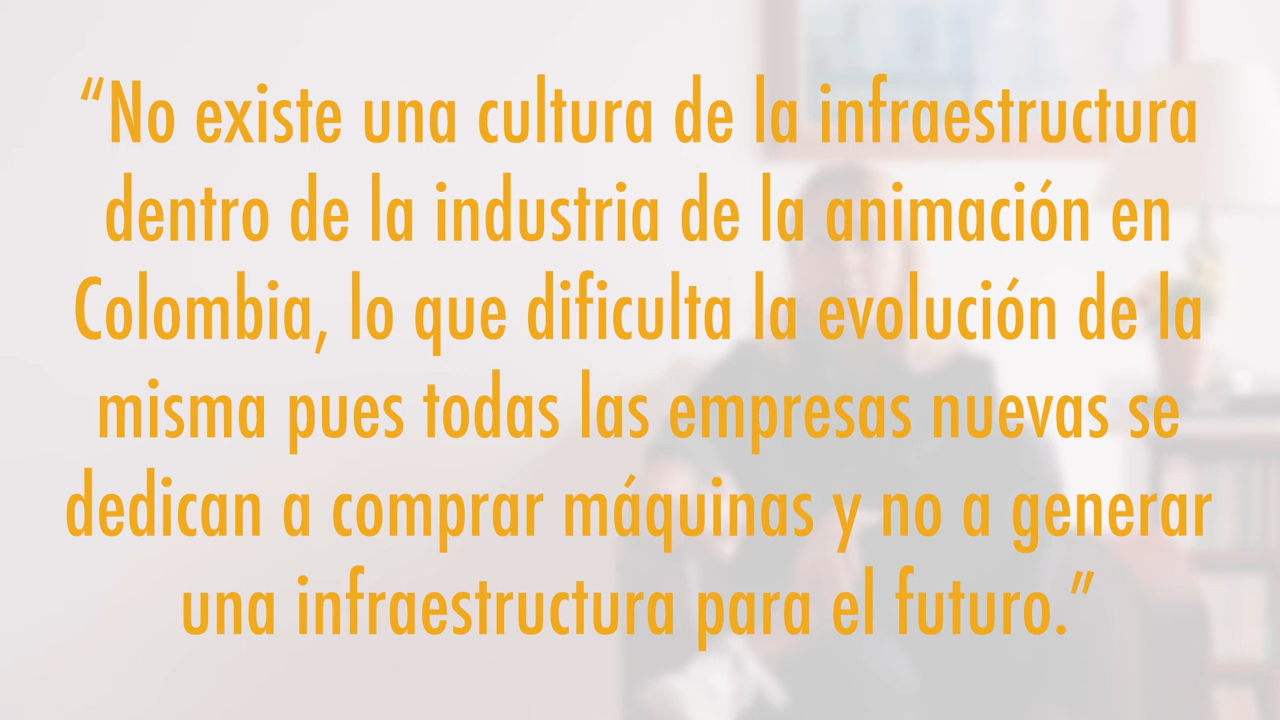 “No existe una cultura de la infraestructura
dentro de la industria de la animación en
Colombia, lo que dificulta la evolución de la
misma pues todas las empresas nuevas se
dedican a comprar máquinas y no a generar
una infraestructura para el futuro.”